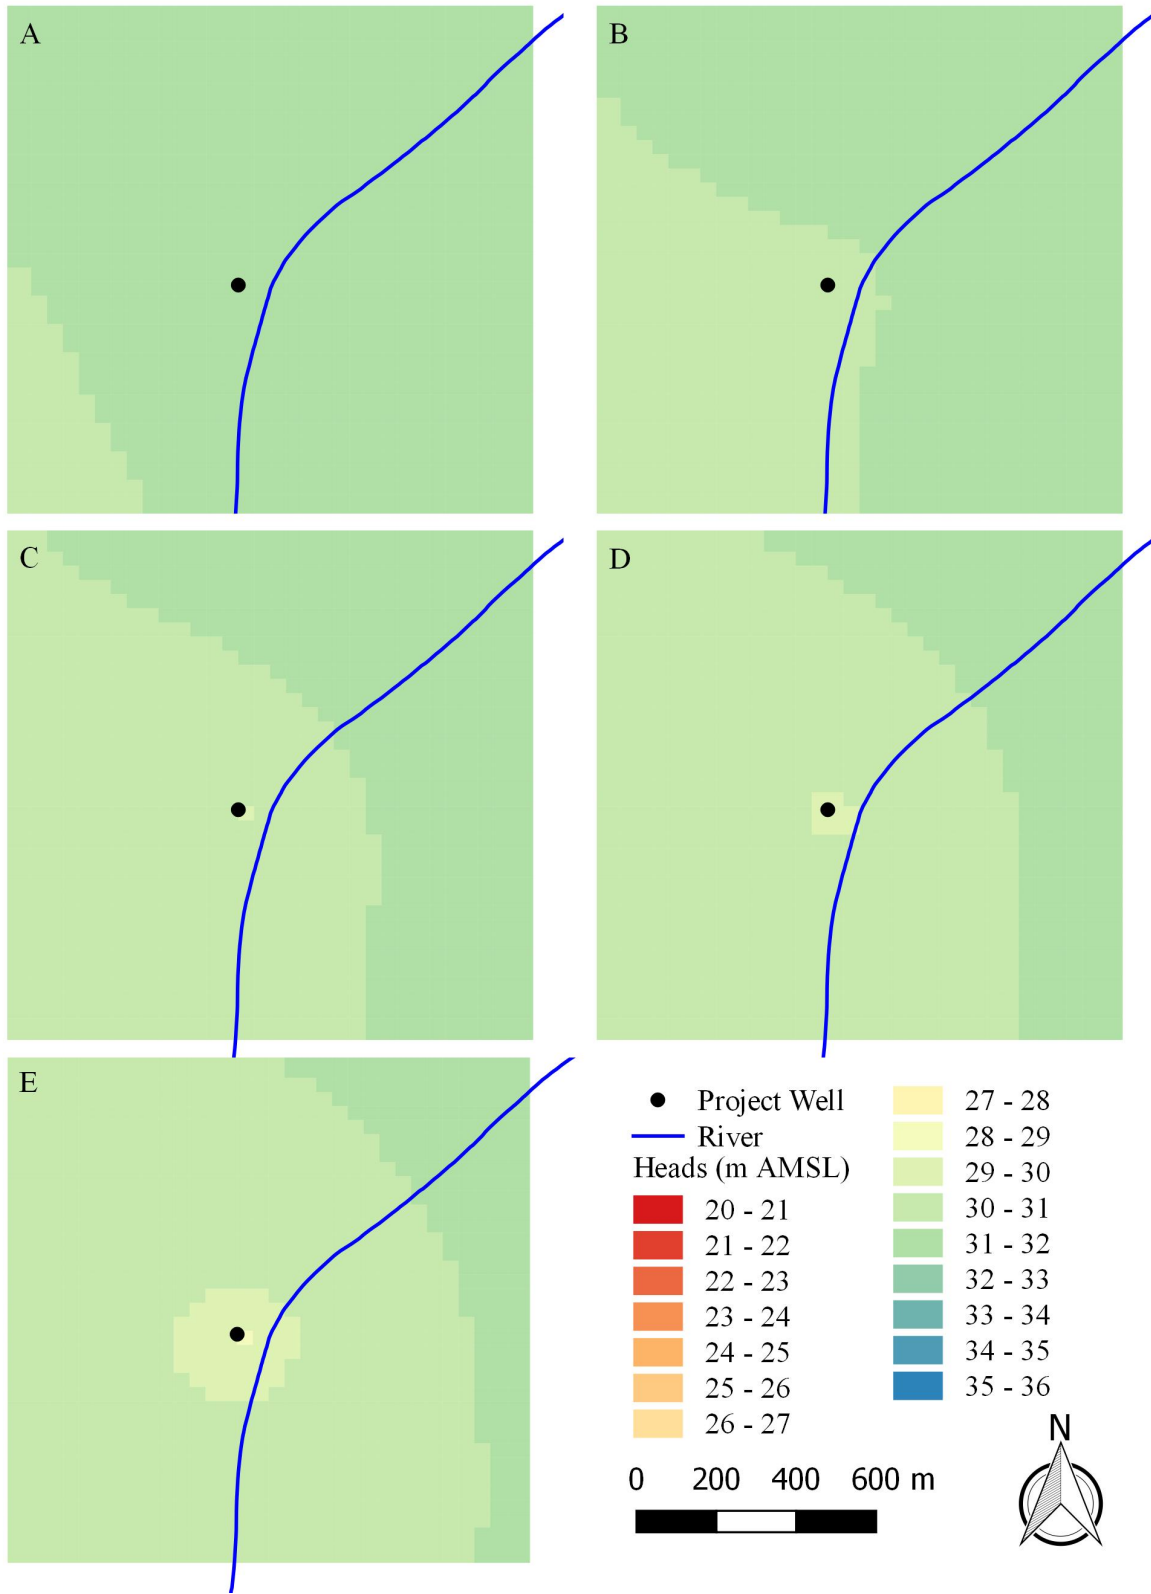 A
B
C
D
E
Project Well
River
Heads (m AMSL)
20 - 21
21 - 22
22 - 23
23 - 24
24 - 25
25 - 26
26 - 27
27 - 28
28 - 29
29 - 30
30 - 31
31 - 32
32 - 33
33 - 34
34 - 35
35 - 36
0 200 400 600 m
N